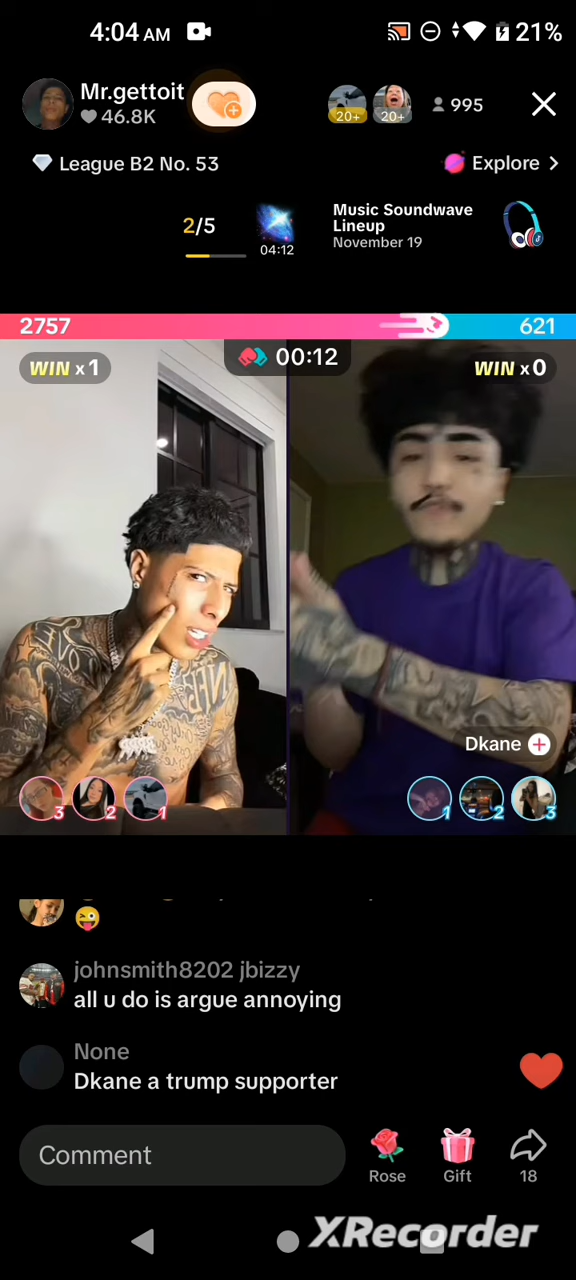 4:04 AM
21%
Mr.gettoit
46.8K
20+
20+
995
League B2 No. 53
Explore >
2/5
04:12
Music Soundwave
Lineup
November 19
2757
621
WIN x 1
00:12
WIN x 0
Dkane
3
2
1
1
2
3
johnsmith8202 jbizzy
all u do is argue annoying
None
Dkane a trump supporter
Comment
Rose
Gift
18
XRecorder